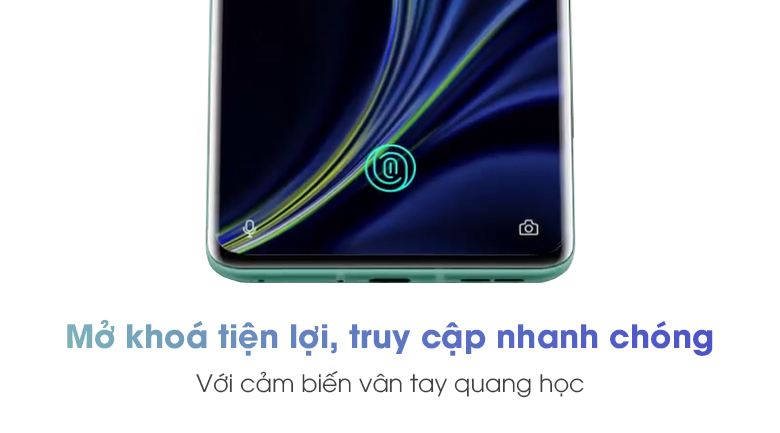 Mở khoá tiện lợi, truy cập nhanh chóng
Với cảm biến vân tay quang học